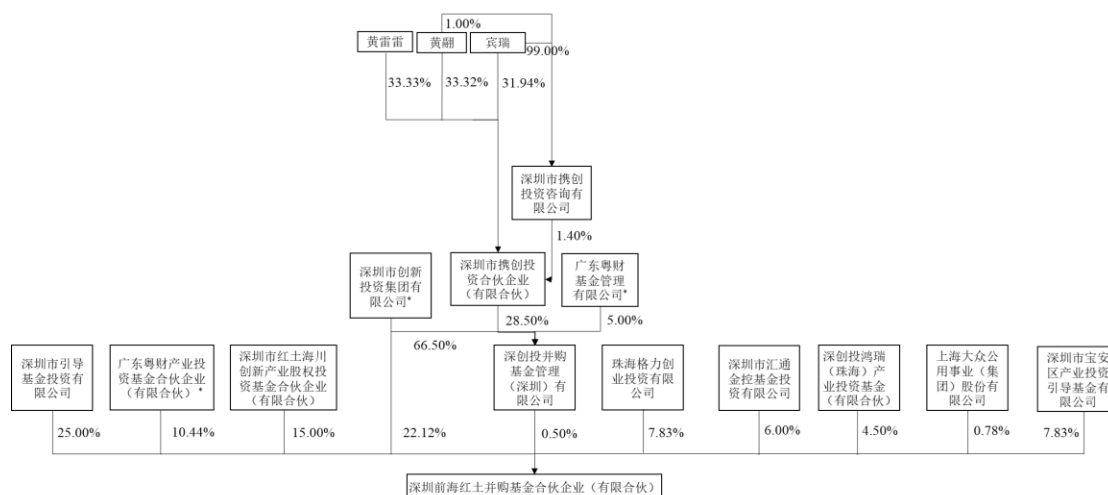 1.00%
黄雷雷
黄翮
宾瑞
99.00%
33.33%
33.32%
31.94%
深圳市携创
投资咨询有
限公司
1.40%
深圳市创新
投资集团有
限公司*
深圳市携创投
资合伙企业
（有限合伙）
广东粤财
基金管理
有限公司*
28.50%
5.00%
66.50%
深圳市引导
基金投资有
限公司
广东粤财产业投
资基金合伙企业
（有限合伙）*
深圳市红土海川
创新产业股权投
资基金合伙企业
（有限合伙）
深创投并购
基金管理
（深圳）有
限公司
珠海格力创
业投资有限
公司
深圳市汇通
金控基金投
资有限公司
深创投鸿瑞
（珠海）产
业投资基金
（有限合伙）
上海大众公
用事业（集
团）股份有
限公司
深圳市宝安
区产业投资
引导基金有
限公司
25.00%
10.44%
15.00%
22.12%
0.50%
7.83%
6.00%
4.50%
0.78%
7.83%
深圳前海红土并购基金合伙企业（有限合伙）